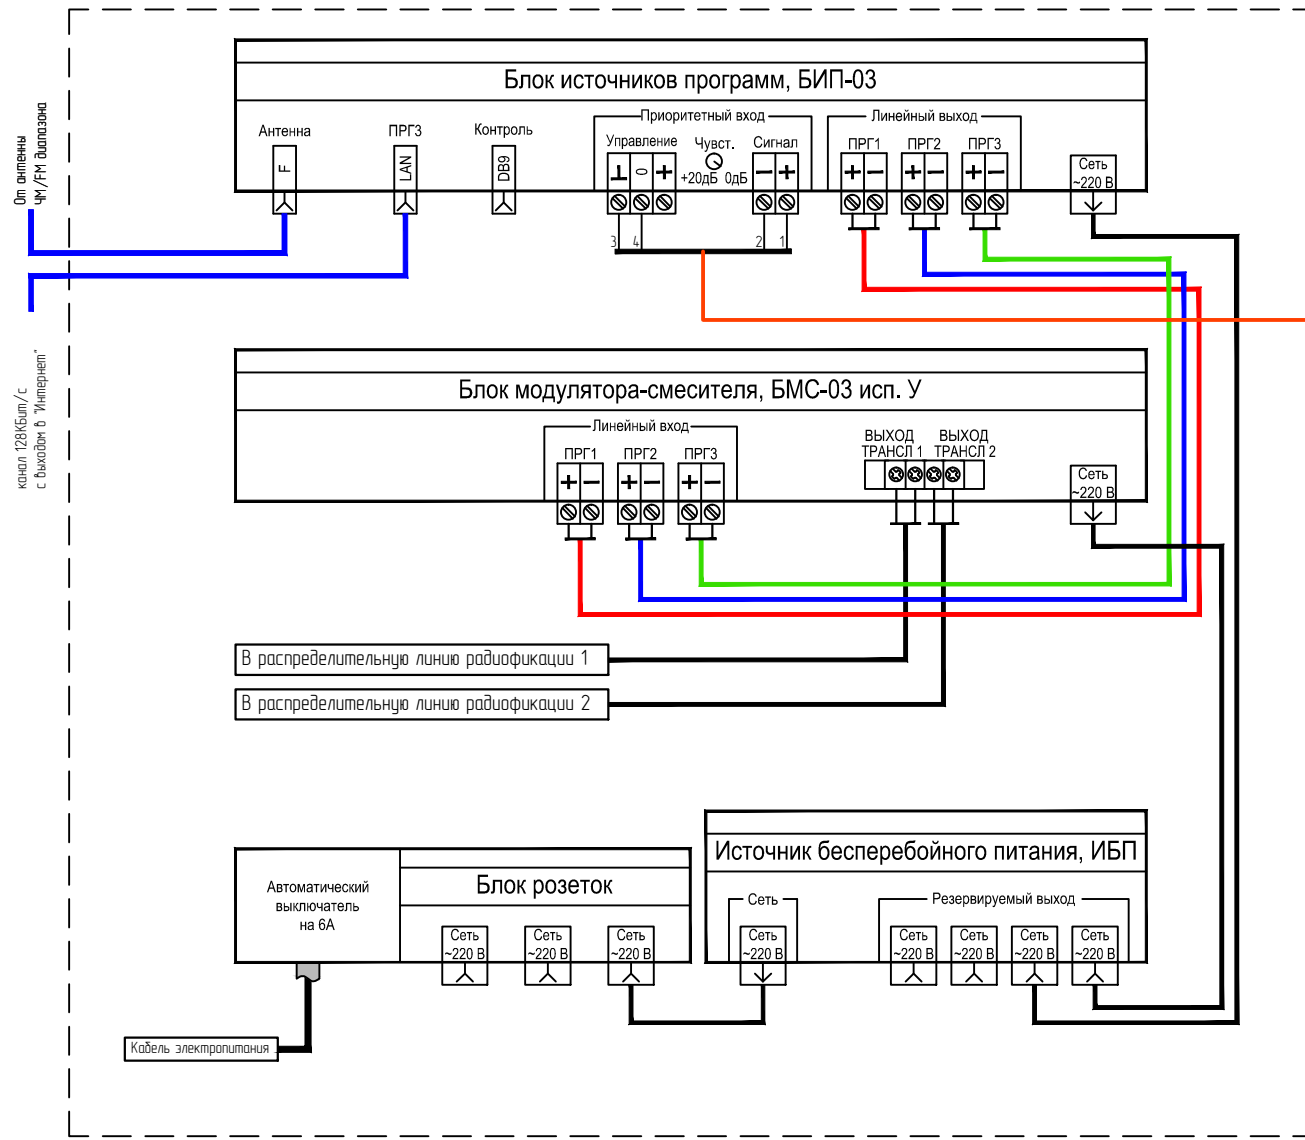 Блок источников программ, БИП-03
От антенны
ЧМ/FM диапазона
Антенна
F
ПРГ3
LAN
Контроль
DB9
Приоритетный вход
Управление
Чувст.
Сигнал
⊥ 0 +
+20дБ 0дБ
− +
Линейный выход
ПРГ1 ПРГ2 ПРГ3
+ − + − + −
Сеть
~220 В
3 4 2 1
канал 128КБит/с
с выходом в "Интернет"
Блок модулятора-смесителя, БМС-03 исп. У
Линейный вход
ПРГ1 ПРГ2 ПРГ3
+ − + − + −
ВЫХОД
ТРАНСЛ 1
ВЫХОД
ТРАНСЛ 2
Сеть
~220 В
В распределительную линию радиофикации 1
В распределительную линию радиофикации 2
Автоматический
выключатель
на 6А
Блок розеток
Сеть
~220 В
Сеть
~220 В
Сеть
~220 В
Источник бесперебойного питания, ИБП
Сеть
Сеть
~220 В
Резервируемый выход
Сеть
~220 В
Сеть
~220 В
Сеть
~220 В
Сеть
~220 В
Кабель электропитания